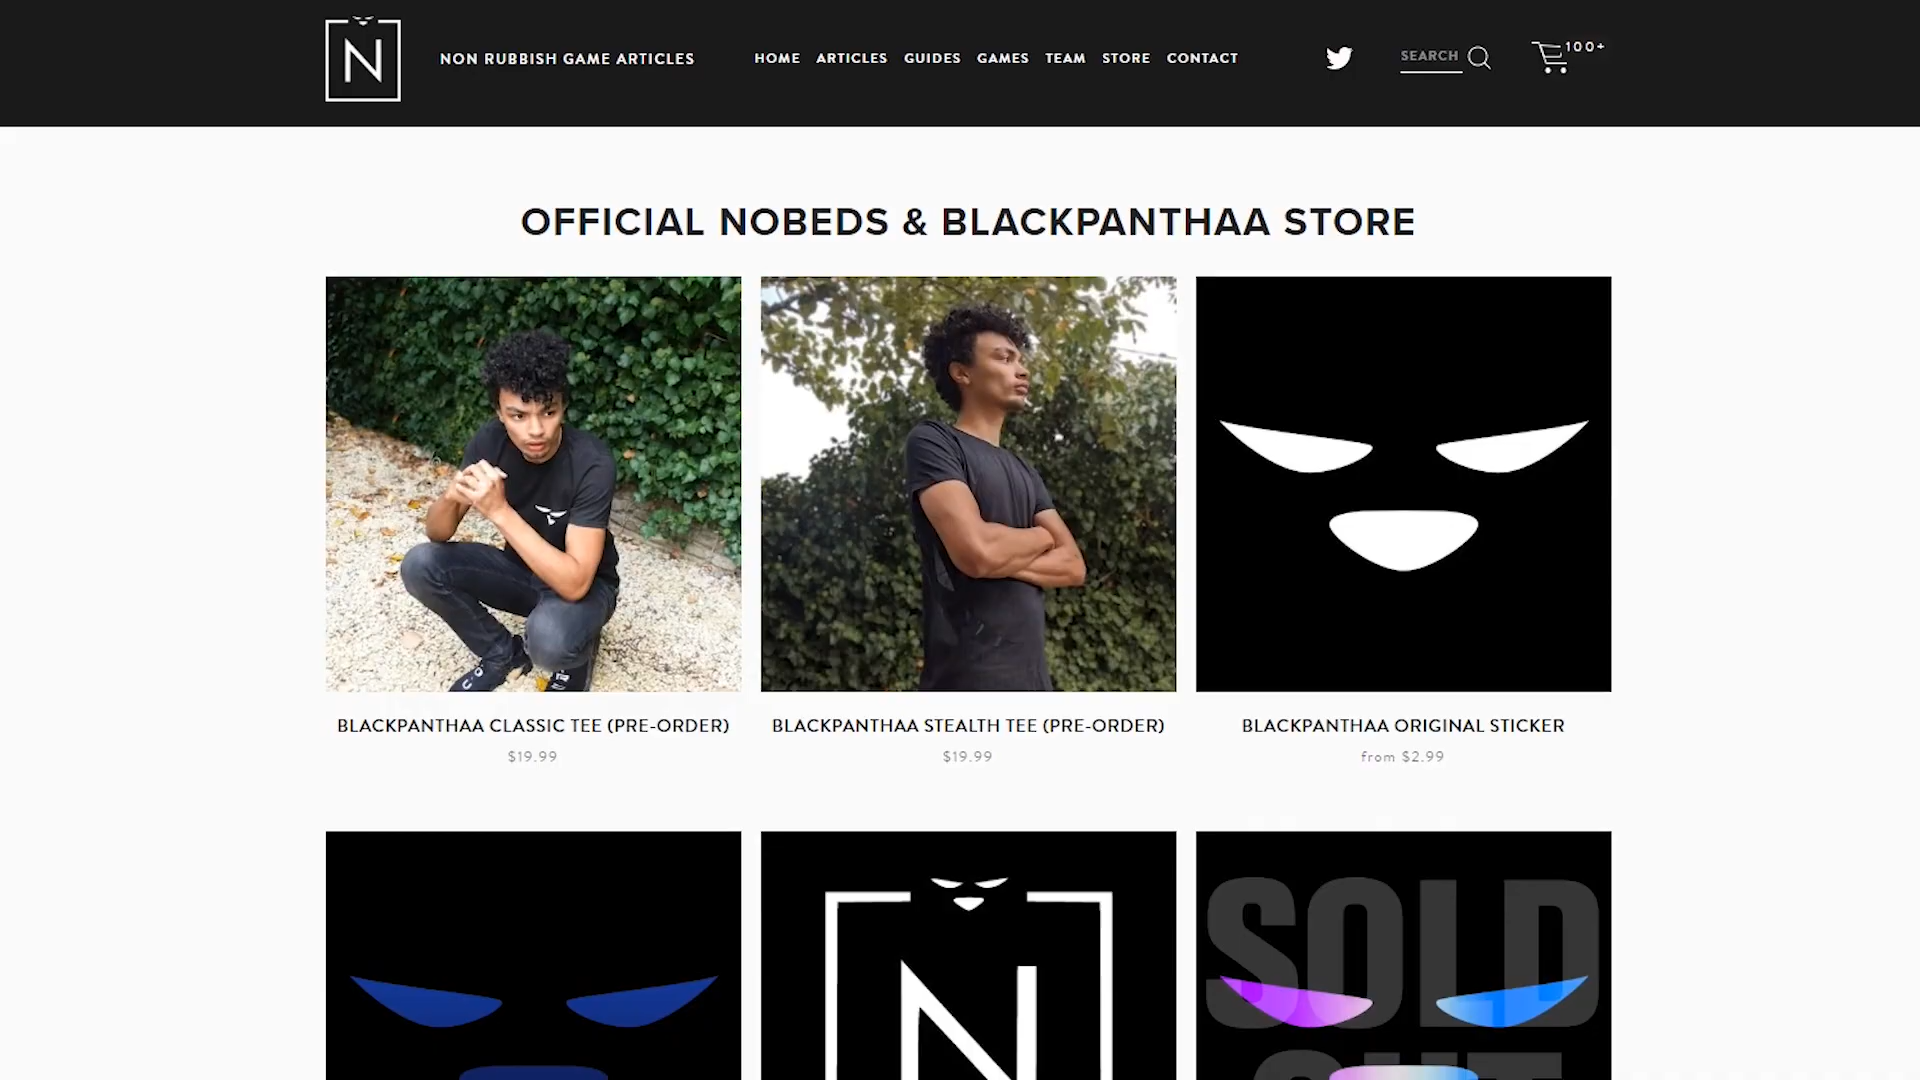 N
NON RUBBISH GAME ARTICLES
HOME ARTICLES GUIDES GAMES TEAM STORE CONTACT
SEARCH
100+
OFFICIAL NOBEDS & BLACKPANTHAA STORE
BLACKPANTHAA CLASSIC TEE (PRE-ORDER)
$19.99
BLACKPANTHAA STEALTH TEE (PRE-ORDER)
$19.99
BLACKPANTHAA ORIGINAL STICKER
from $2.99
N
SOLD
OUT